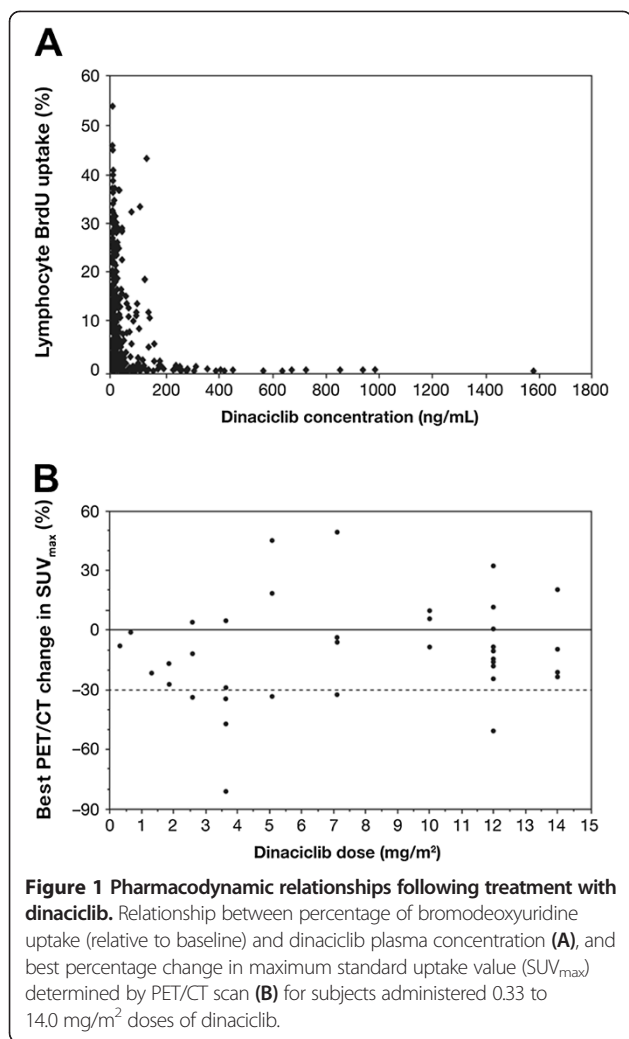 A
Lymphocyte BrdU uptake (%)
60
50
40
30
20
10
0
0 200 400 600 800 1000 1200 1400 1600 1800
Dinaciclib concentration (ng/mL)
B
Best PET/CT change in SUVmax (%)
60
30
0
−30
−60
−90
0 1 2 3 4 5 6 7 8 9 10 11 12 13 14 15
Dinaciclib dose (mg/m²)
Figure 1 Pharmacodynamic relationships following treatment with
dinaciclib. Relationship between percentage of bromodeoxyuridine
uptake (relative to baseline) and dinaciclib plasma concentration (A), and
best percentage change in maximum standard uptake value (SUVmax)
determined by PET/CT scan (B) for subjects administered 0.33 to
14.0 mg/m² doses of dinaciclib.